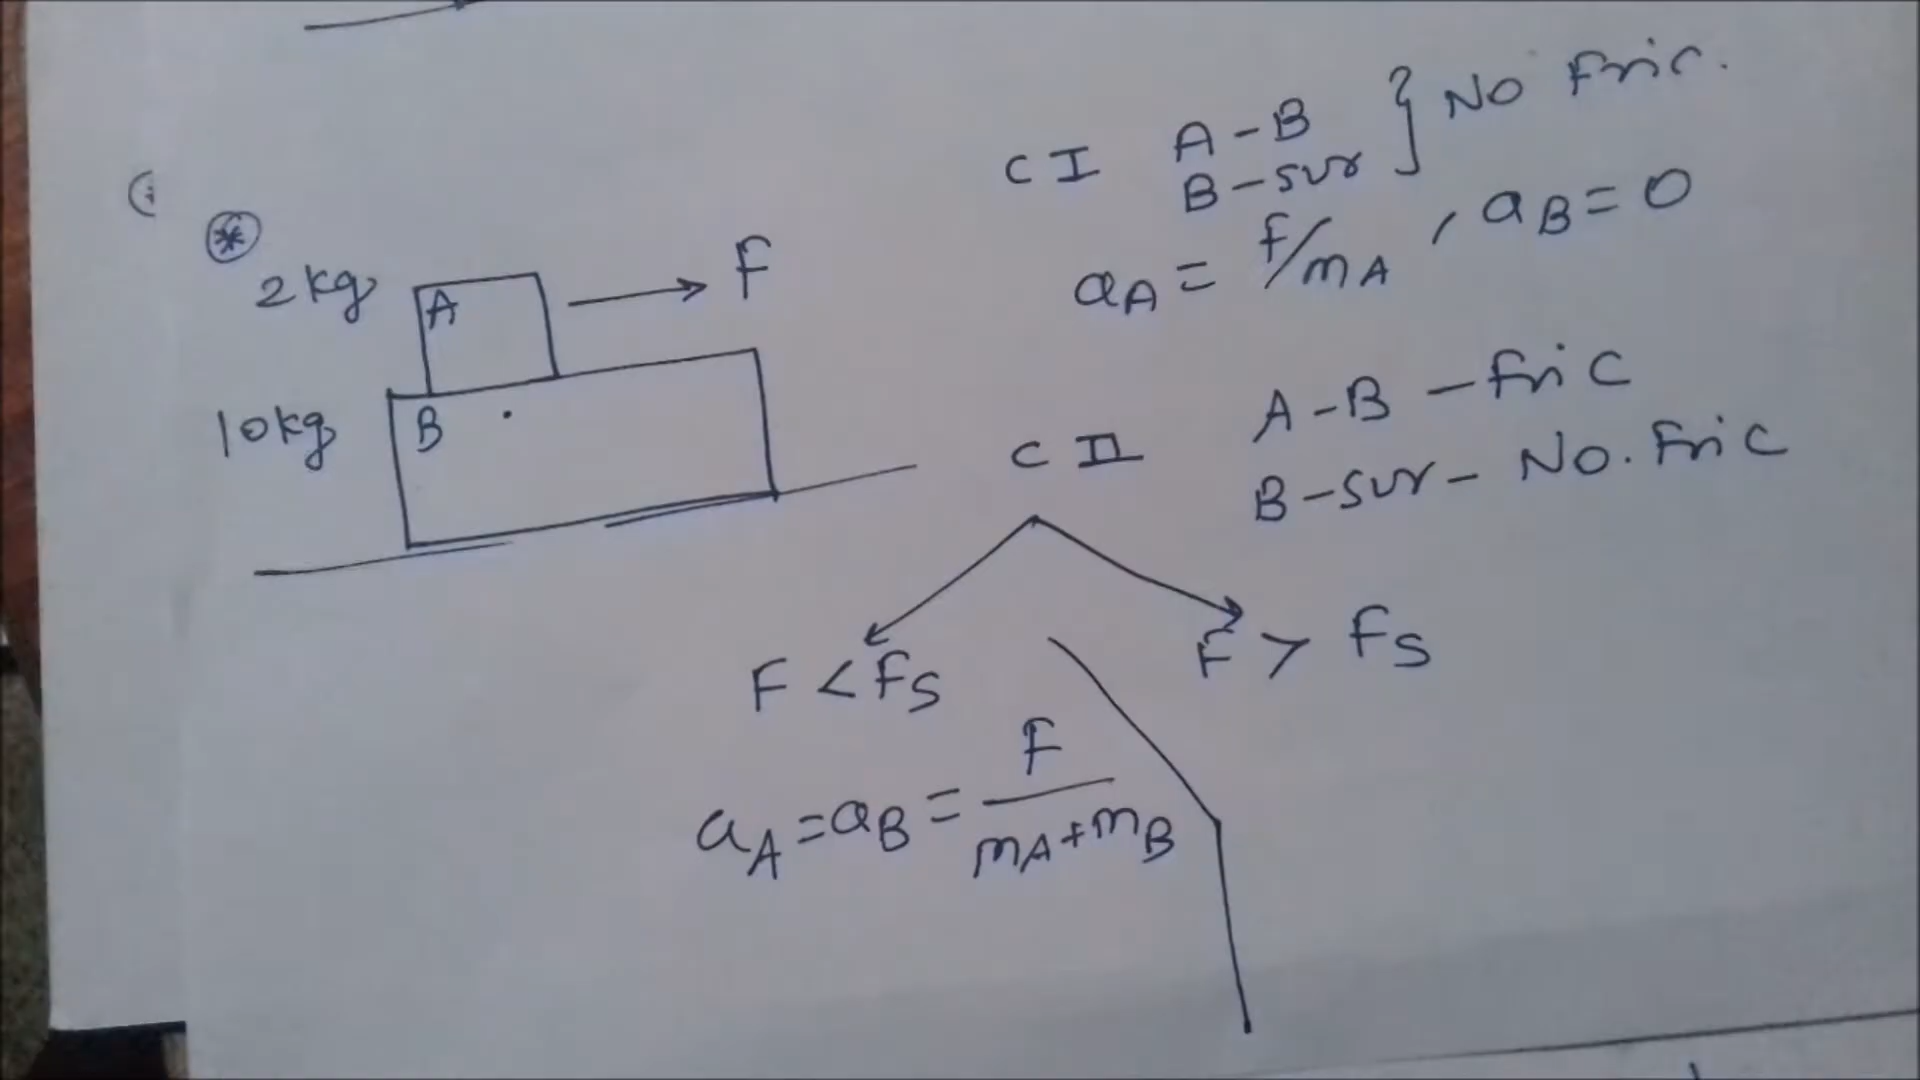 2kg
A
F
10kg
B
C I A-B
B-sur } No Fric.
aA = F/mA , aB = 0
C II A-B - Fric
B-sur - No. Fric
F < Fs
F > Fs
aA = aB = F / mA+mB